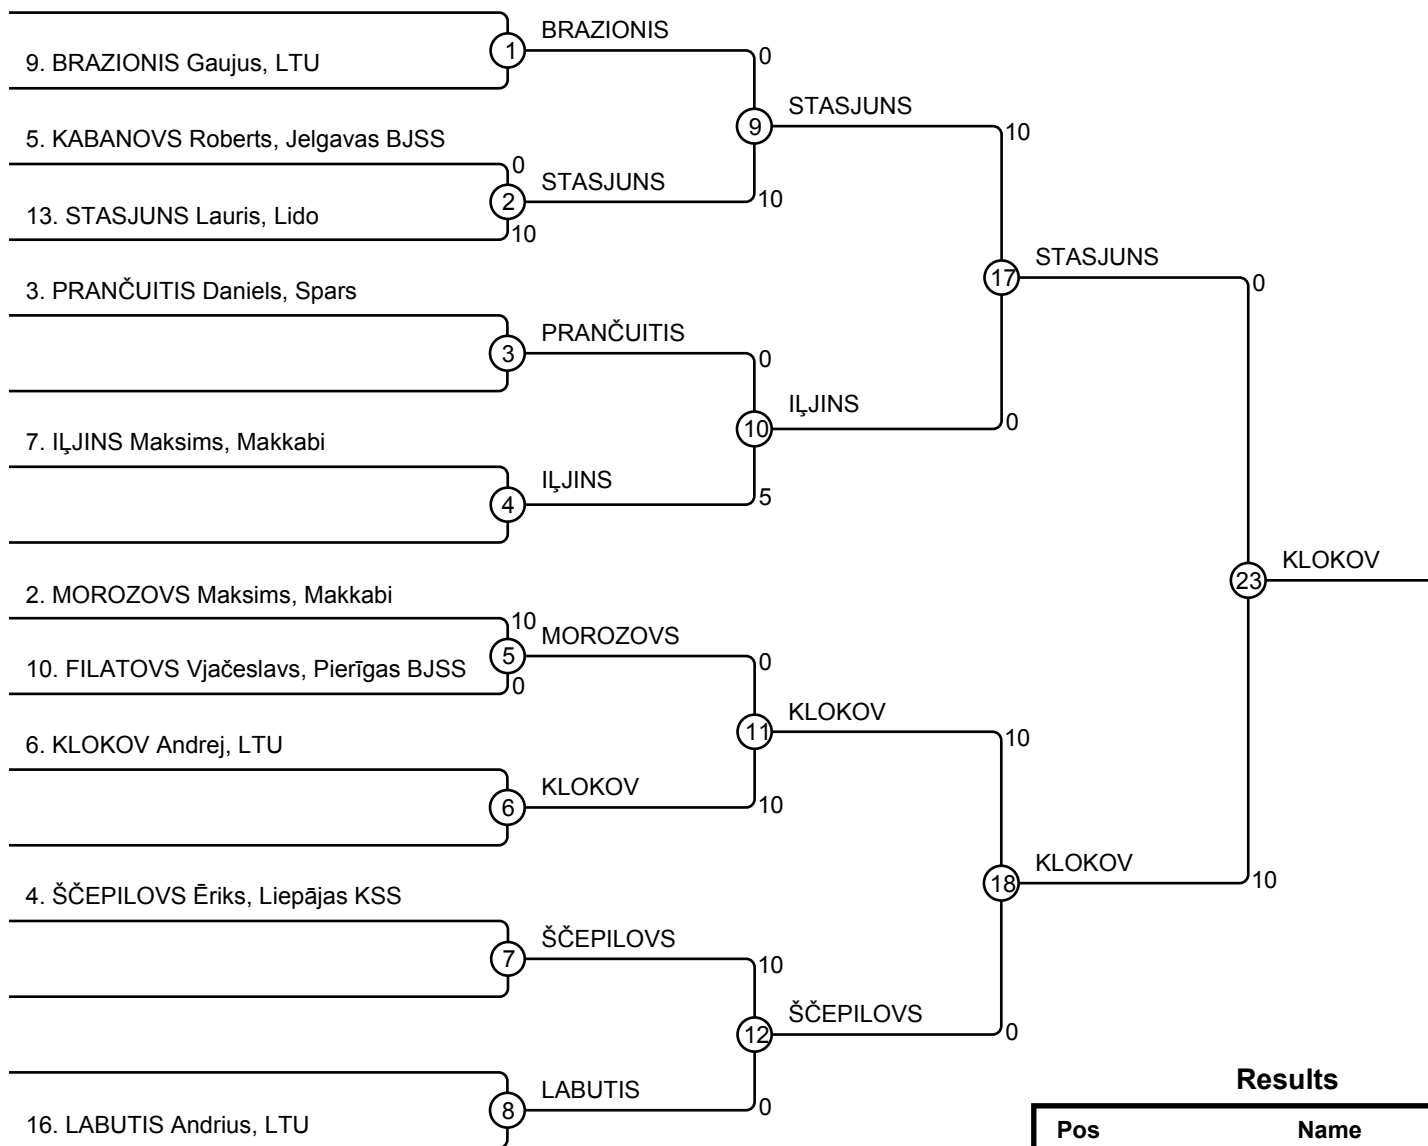 BRAZIONIS
0
1
9. BRAZIONIS Gaujus, LTU
STASJUNS
9
10
5. KABANOVS Roberts, Jelgavas BJSS
0
STASJUNS
2
10
13. STASJUNS Lauris, Lido
10
STASJUNS
17
0
3. PRANČUITIS Daniels, Spars
PRANČUITIS
3
0
IĻJINS
10
0
7. IĻJINS Maksims, Makkabi
IĻJINS
4
5
KLOKOV
23
2. MOROZOVS Maksims, Makkabi
10
MOROZOVS
5
0
10. FILATOVS Vjačeslavs, Pierīgas BJSS
0
KLOKOV
11
10
6. KLOKOV Andrej, LTU
KLOKOV
6
10
KLOKOV
18
10
4. ŠČEPILOVS Ēriks, Liepājas KSS
ŠČEPILOVS
7
10
ŠČEPILOVS
12
0
LABUTIS
8
0
16. LABUTIS Andrius, LTU
Results
Pos Name